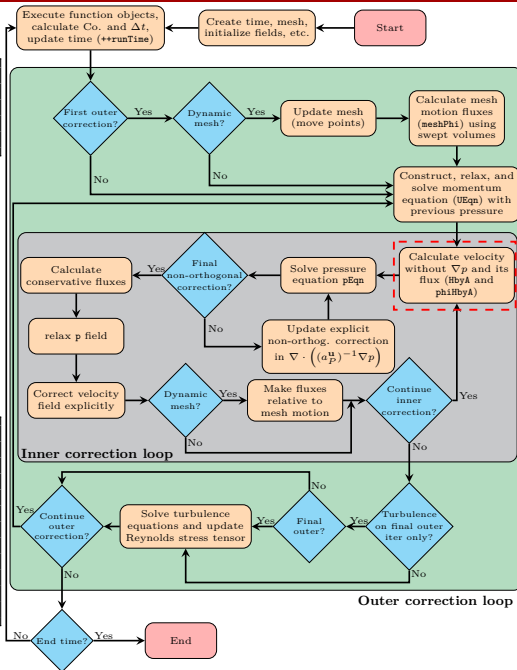 Execute function objects,
calculate Co. and Δt,
update time (++runTime)
Create time, mesh,
initialize fields, etc.
Start
First outer
correction?
Yes
Dynamic
mesh?
Yes
Update mesh
(move points)
Calculate mesh
motion fluxes
(meshPhi) using
swept volumes
No
No
Construct, relax, and
solve momentum
equation (UEqn) with
previous pressure
Calculate
conservative fluxes
Yes
Final
non-orthogonal
correction?
Solve pressure
equation pEqn
Calculate velocity
without ∇p and its
flux (HbyA and
phiHbyA)
No
relax p field
Update explicit
non-orthog. correction
in ∇ · ((a_P^u)^{-1}∇p)
Correct velocity
field explicitly
Dynamic
mesh?
Yes
Make fluxes
relative to
mesh motion
Continue
inner
correction?
Yes
No
No
Inner correction loop
Continue
outer
correction?
Yes
Solve turbulence
equations and update
Reynolds stress tensor
Yes
Final
outer?
Yes
Turbulence
on final outer
iter only?
No
No
No
Outer correction loop
No
End time?
Yes
End